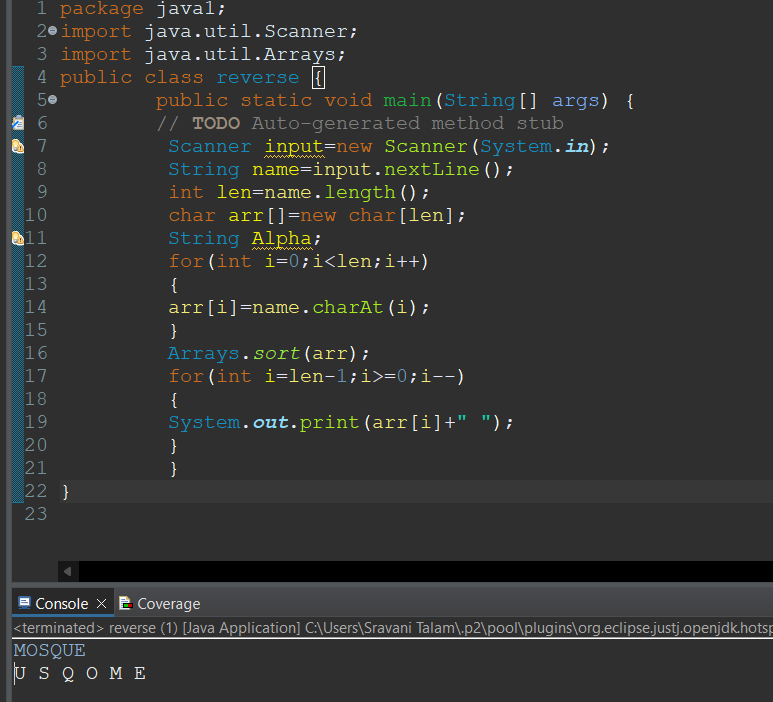 1 package java1;
2 import java.util.Scanner;
3 import java.util.Arrays;
4 public class reverse {
5 public static void main(String[] args) {
6 // TODO Auto-generated method stub
7 Scanner input=new Scanner(System.in);
8 String name=input.nextLine();
9 int len=name.length();
10 char arr[]=new char[len];
11 String Alpha;
12 for(int i=0;i<len;i++)
13 {
14 arr[i]=name.charAt(i);
15 }
16 Arrays.sort(arr);
17 for(int i=len-1;i>=0;i--)
18 {
19 System.out.print(arr[i]+" ");
20 }
21 }
22 }
23
Console Coverage
<terminated> reverse (1) [Java Application] C:\Users\Sravani Talam\.p2\pool\plugins\org.eclipse.justj.openjdk.hotsp
MOSQUE
U S Q O M E